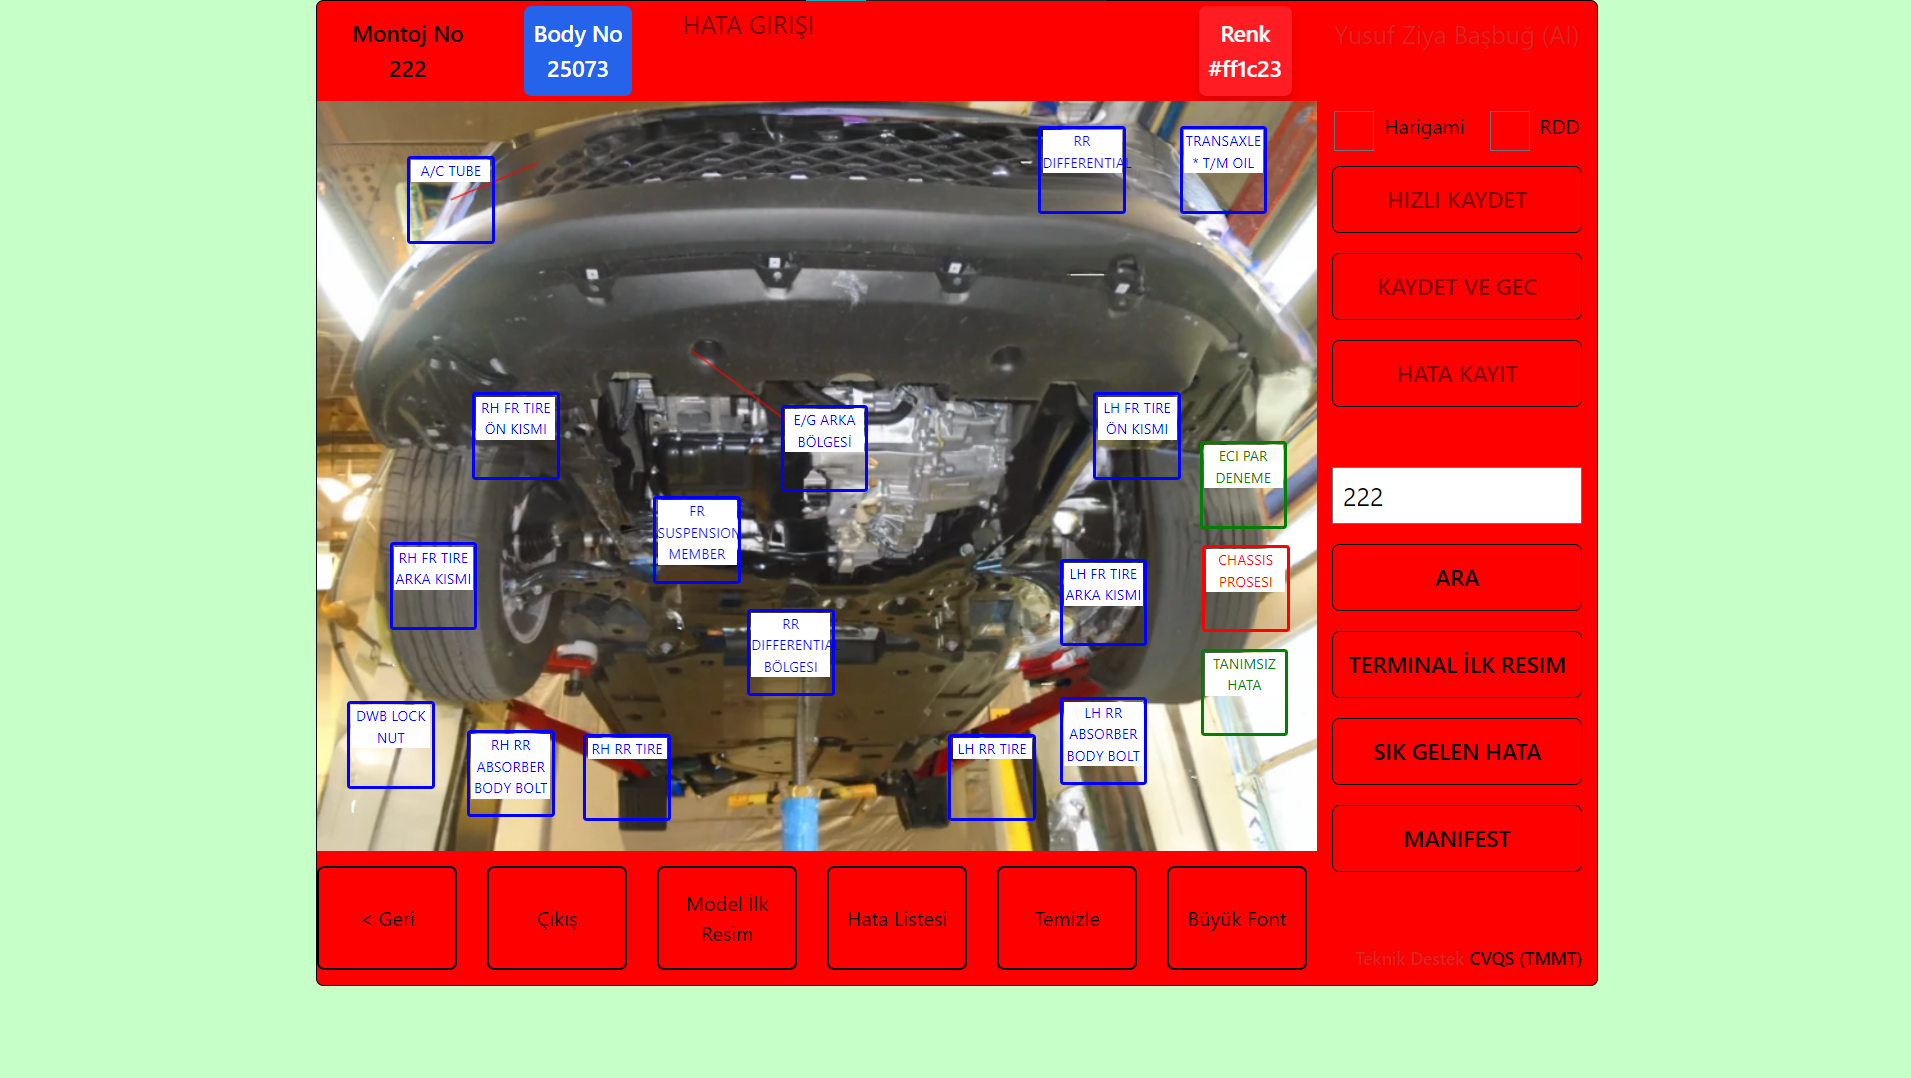 Montoj No
222
Body No
25073
HATA GIRIŞI
Renk
#ff1c23
Yusuf Ziya Başbuğ (AI)
Harigami
RDD
A/C TUBE
RR
DIFFERENTIAL
TRANSAXLE
* T/M OIL
HIZLI KAYDET
KAYDET VE GEC
HATA KAYIT
RH FR TIRE
ÖN KISMI
E/G ARKA
BÖLGESİ
LH FR TIRE
ÖN KISMI
ECI PAR
DENEME
222
FR
SUSPENSION
MEMBER
RH FR TIRE
ARKA KISMI
LH FR TIRE
ARKA KISMI
CHASSIS
PROSESI
ARA
RR
DIFFERENTIAL
BÖLGESI
TANIMSIZ
HATA
TERMINAL İLK RESIM
DWB LOCK
NUT
RH RR
ABSORBER
BODY BOLT
RH RR TIRE
LH RR TIRE
LH RR
ABSORBER
BODY BOLT
SIK GELEN HATA
MANIFEST
< Geri
Çıkış
Model İlk
Resim
Hata Listesi
Temizle
Büyük Font
Teknik Destek CVQS (TMMT)